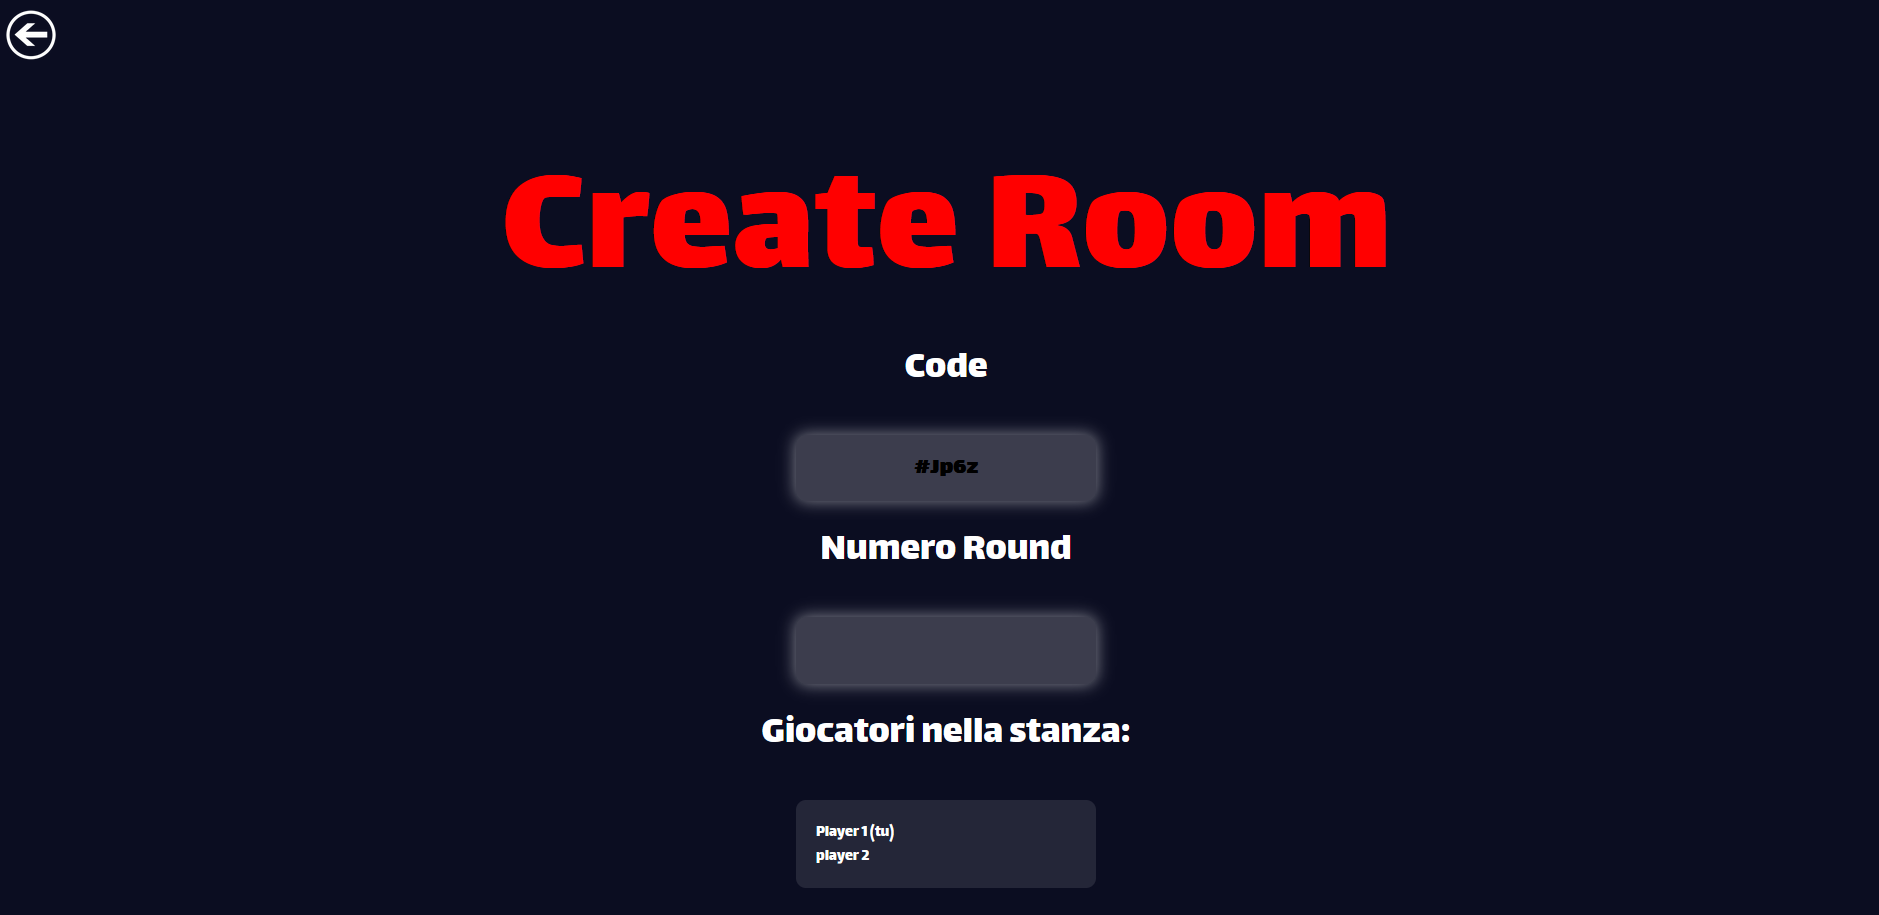 Create Room
Code
#Jp6z
Numero Round
Giocatori nella stanza:
Player 1 (tu)
player 2